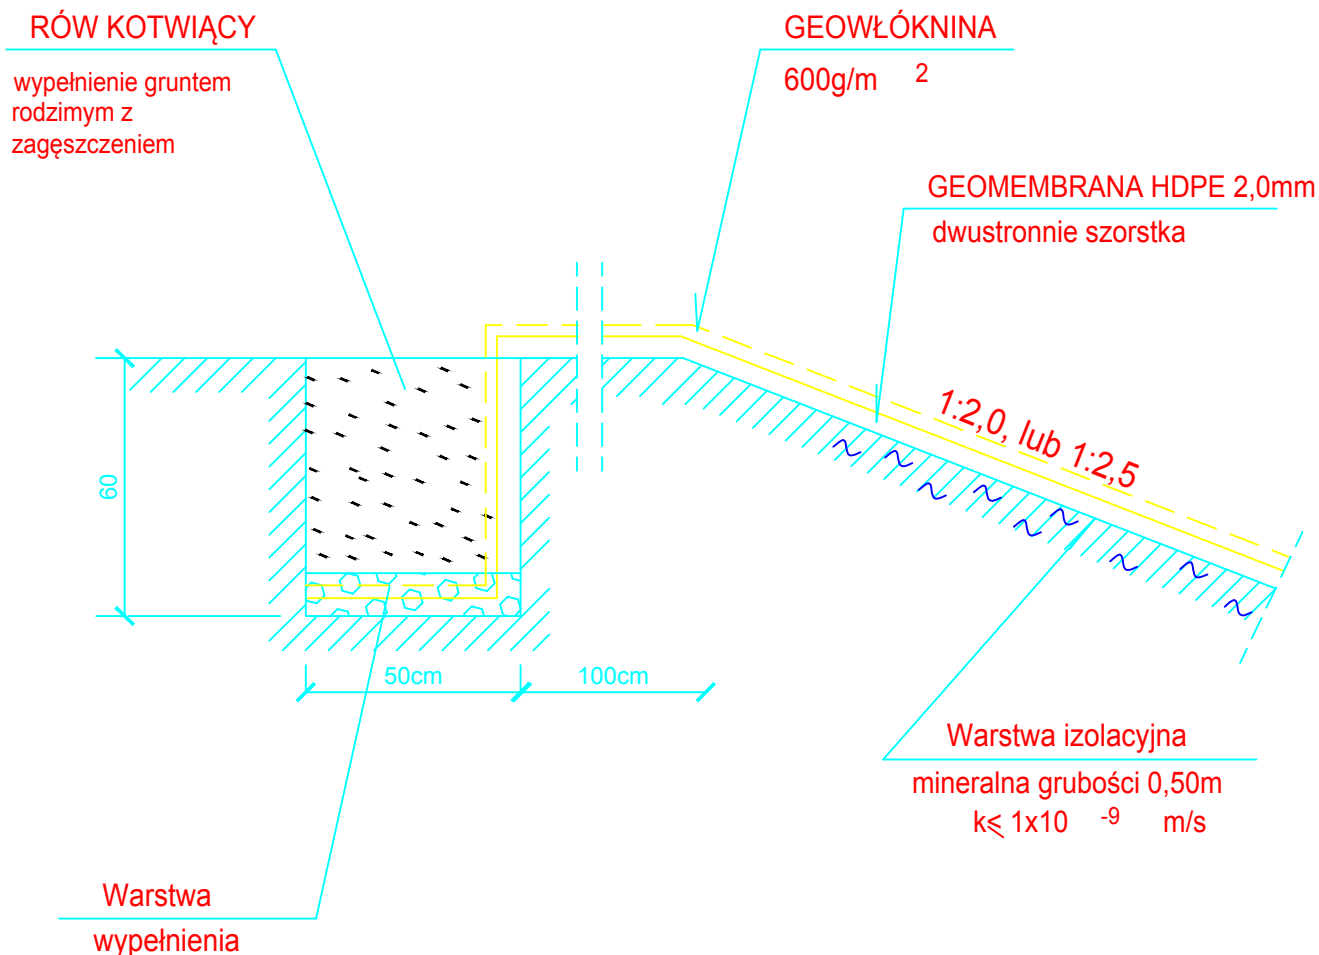 RÓW KOTWIĄCY
wypełnienie gruntem
rodzimym z
zagęszczeniem
GEOWŁÓKNINA
600g/m 2
GEOMEMBRANA HDPE 2,0mm
dwustronnie szorstka
1:2,0, lub 1:2,5
60
50cm
100cm
Warstwa izolacyjna
mineralna grubości 0,50m
k≤ 1x10 -9 m/s
Warstwa
wypełnienia